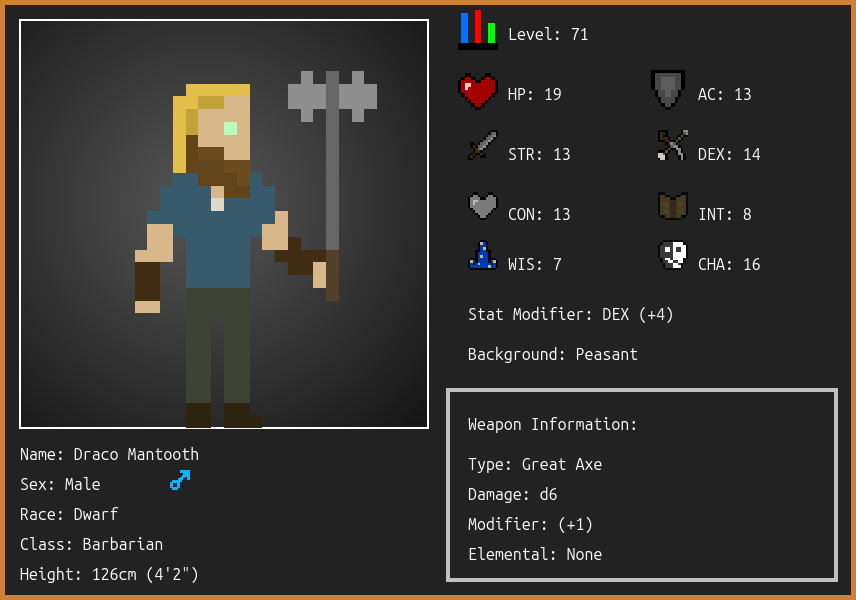 Level: 71
HP: 19
AC: 13
STR: 13
DEX: 14
CON: 13
INT: 8
WIS: 7
CHA: 16
Stat Modifier: DEX (+4)
Background: Peasant
Weapon Information:
Type: Great Axe
Damage: d6
Modifier: (+1)
Elemental: None
Name: Draco Mantooth
Sex: Male
Race: Dwarf
Class: Barbarian
Height: 126cm (4'2")